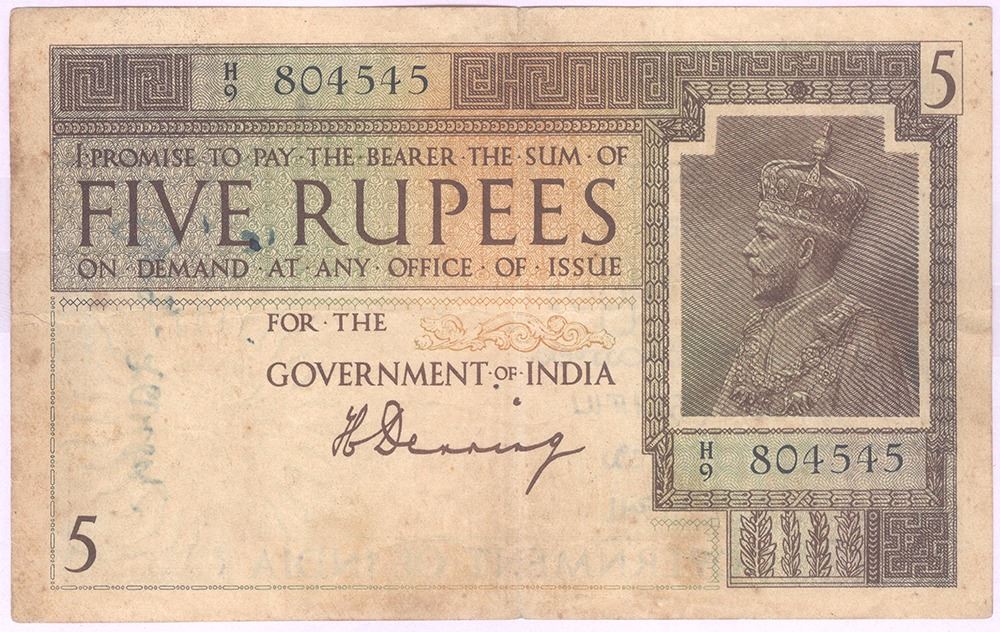 H/9 804545
5
I PROMISE TO PAY·THE·BEARER·THE·SUM·OF
FIVE RUPEES
ON·DEMAND·AT·ANY·OFFICE·OF·ISSUE
FOR·THE
GOVERNMENT·OF·INDIA
H Denning
H/9 804545
5